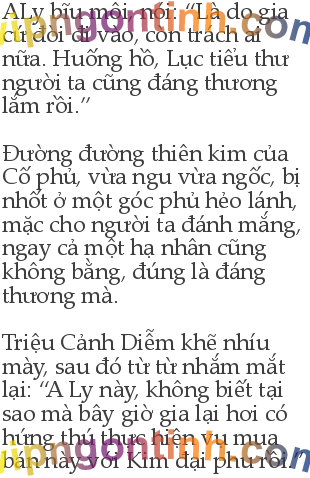 ALy bĩu môi, nói: “Là do gia
cứ đòi đi vào, còn trách ai
nữa. Huống hồ, Lục tiểu thư
người ta cũng đáng thương
lắm rồi.”
Đường đường thiên kim của
Cố phủ, vừa ngu vừa ngốc, bị
nhốt ở một góc phủ hẻo lánh,
mặc cho người ta đánh mắng,
ngay cả một hạ nhân cũng
không bằng, đúng là đáng
thương mà.
Triệu Cảnh Diễm khẽ nhíu
mày, sau đó từ từ nhắm mắt
lại: “A Ly này, không biết tại
sao mà bây giờ gia lại hơi có
hứng thú thực hiện vụ mua
bán này với Kim đại phu rồi.”
vipngontinh.com
vipngontinh.com